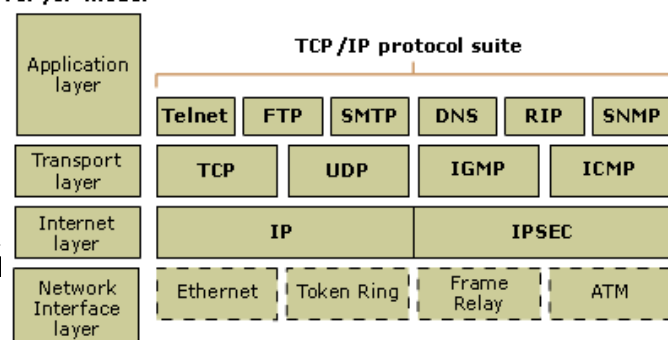 TCP/IP protocol suite
Application
layer
Telnet FTP SMTP DNS RIP SNMP
Transport
layer
TCP UDP IGMP ICMP
Internet
layer
IP IPSEC
Network
Interface
layer
Ethernet Token Ring Frame
Relay ATM